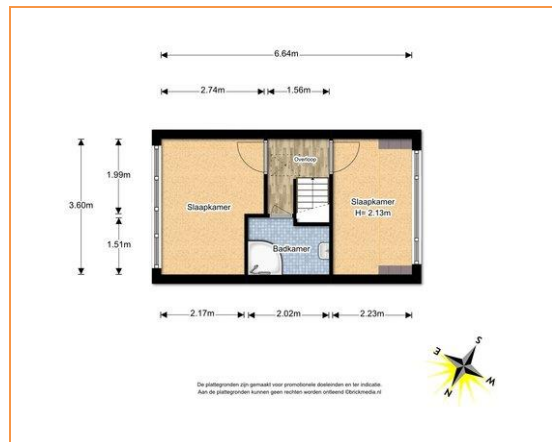 6.64m
2.74m
1.56m
1.99m
3.60m
1.51m
Overloop
Slaapkamer
Slaapkamer
H= 2.13m
Badkamer
2.17m
2.02m
2.23m
S
E
W
N
De plattegronden zijn gemaakt voor promotionele doeleinden en ter indicatie.
Aan de plattegronden kunnen geen rechten worden ontleend ©brickmedia.nl